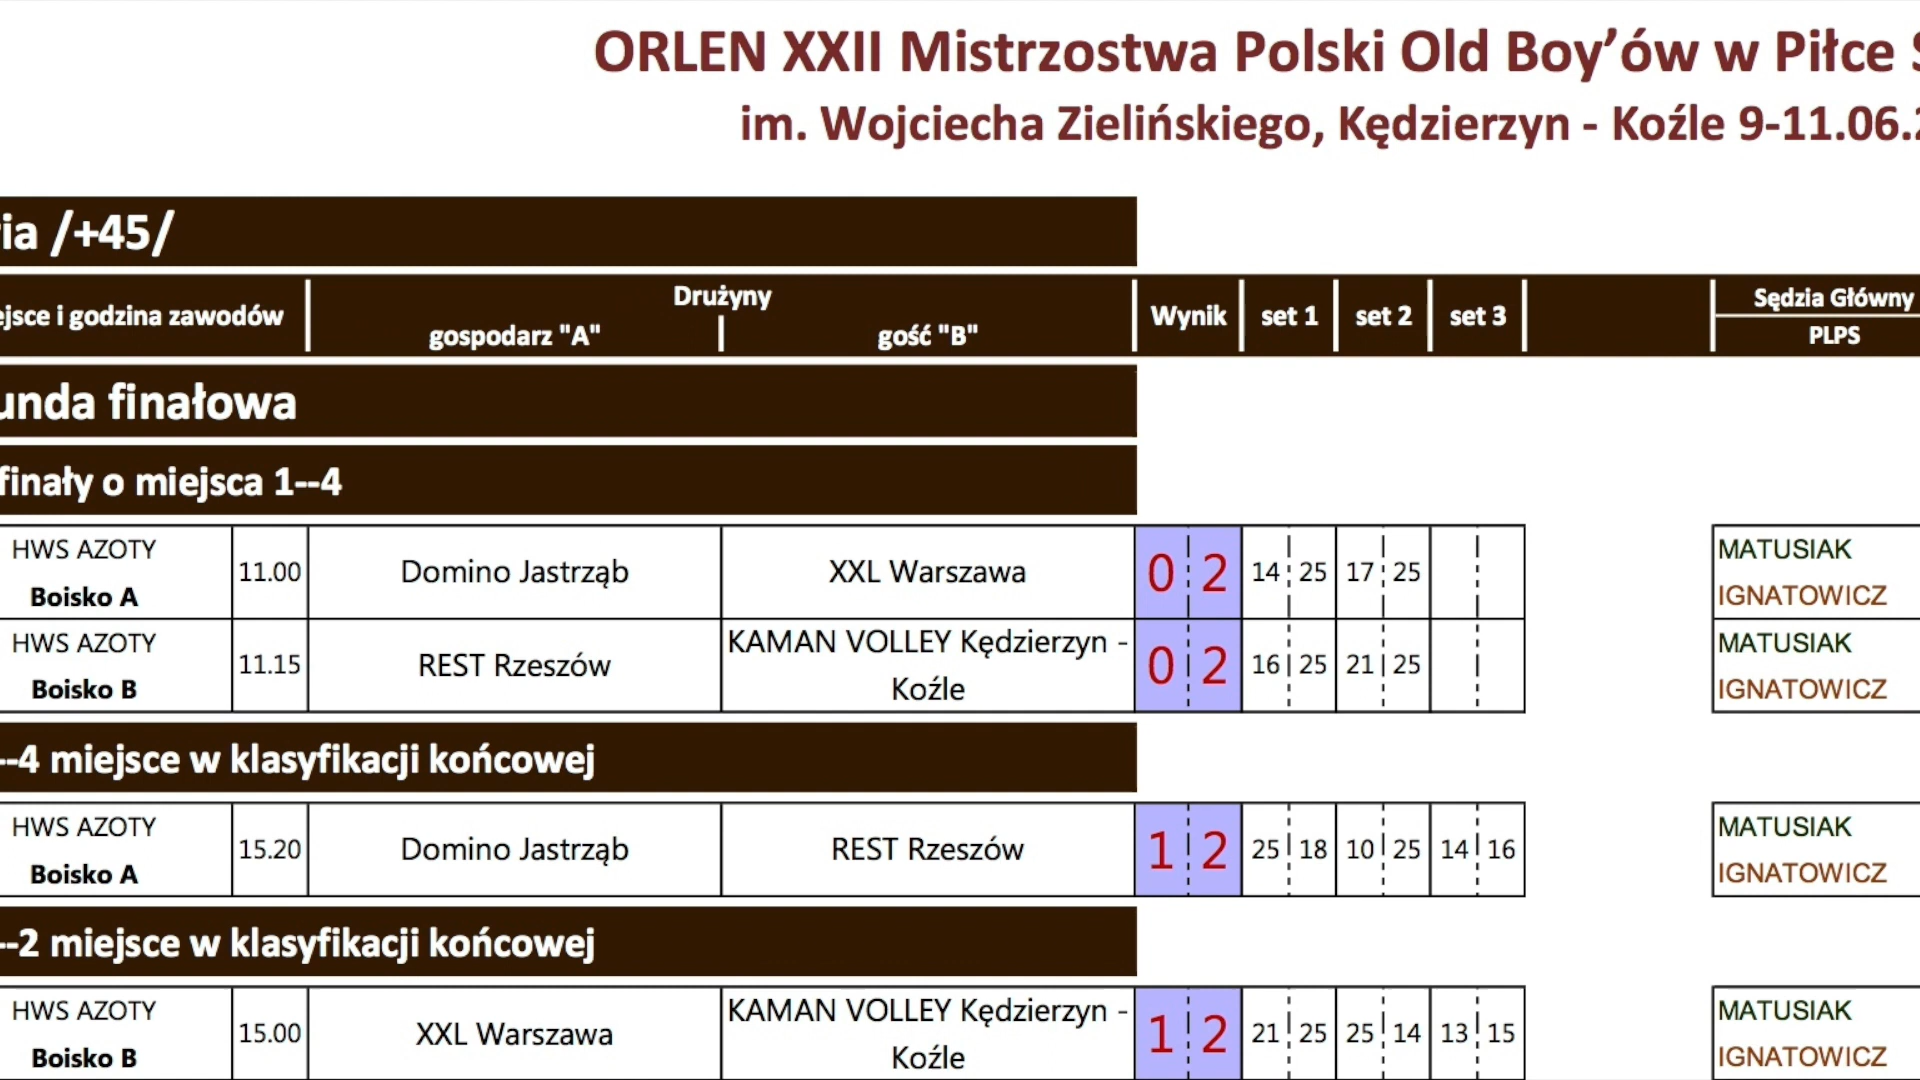 ORLEN XXII Mistrzostwa Polski Old Boy’ów w Piłce
im. Wojciecha Zielińskiego, Kędzierzyn - Koźle 9-11.06.
ia /+45/
ejsce i godzina zawodów
Drużyny
gospodarz "A"
gość "B"
Wynik
set 1
set 2
set 3
Sędzia Główny
PLPS
unda finałowa
finały o miejsca 1--4
HWS AZOTY
Boisko A
11.00
Domino Jastrząb
XXL Warszawa
0 2
14 25
17 25
MATUSIAK
IGNATOWICZ
HWS AZOTY
Boisko B
11.15
REST Rzeszów
KAMAN VOLLEY Kędzierzyn -
Koźle
0 2
16 25
21 25
MATUSIAK
IGNATOWICZ
--4 miejsce w klasyfikacji końcowej
HWS AZOTY
Boisko A
15.20
Domino Jastrząb
REST Rzeszów
1 2
25 18
10 25
14 16
MATUSIAK
IGNATOWICZ
--2 miejsce w klasyfikacji końcowej
HWS AZOTY
Boisko B
15.00
XXL Warszawa
KAMAN VOLLEY Kędzierzyn -
Koźle
1 2
21 25
25 14
13 15
MATUSIAK
IGNATOWICZ